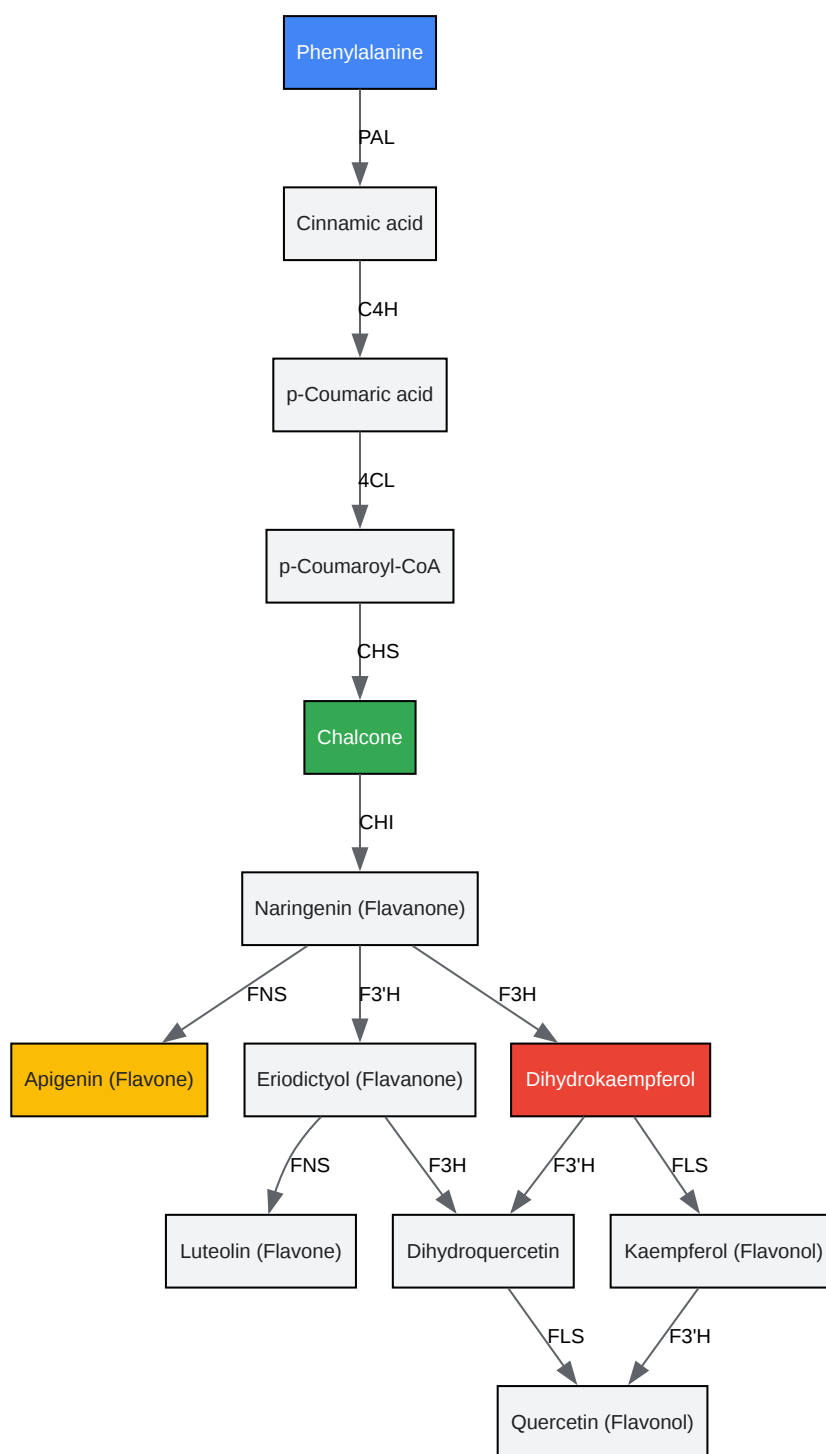 Phenylalanine
PAL
Cinnamic acid
C4H
p-Coumaric acid
4CL
p-Coumaroyl-CoA
CHS
Chalcone
CHI
Naringenin (Flavanone)
FNS
F3'H
F3H
Apigenin (Flavone)
Eriodictyol (Flavanone)
Dihydrokaempferol
FNS
F3H
F3'H
FLS
Luteolin (Flavone)
Dihydroquercetin
Kaempferol (Flavonol)
FLS
F3'H
Quercetin (Flavonol)